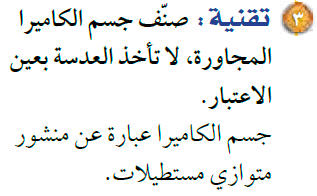 ٣ تقنية : صنّف جسم الكاميرا
المجاورة، لا تأخذ العدسة بعين
الاعتبار.
جسم الكاميرا عبارة عن منشور
متوازي مستطيلات.